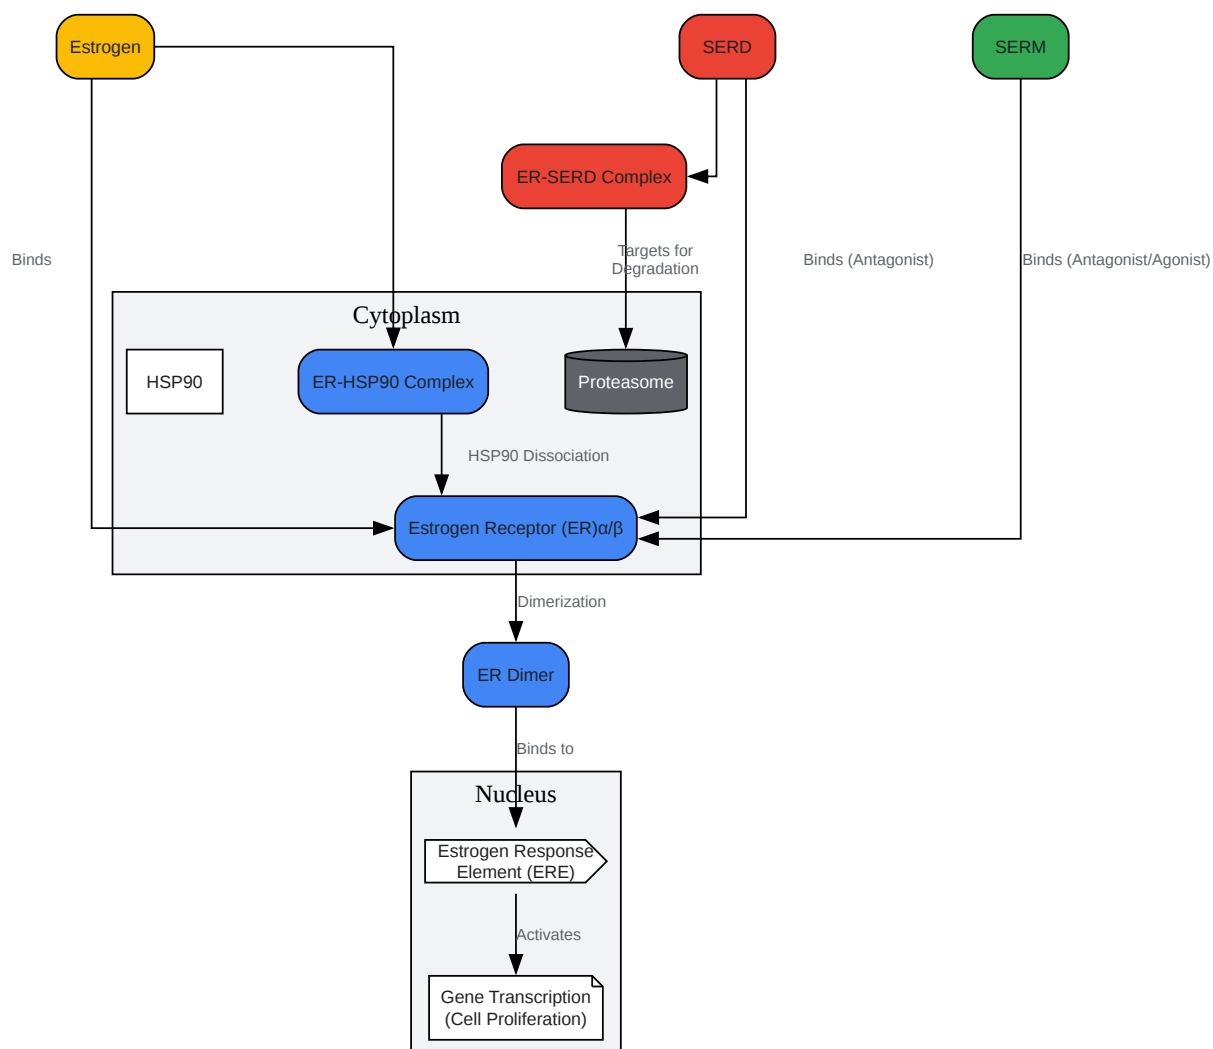 Estrogen
SERD
SERM
ER-SERD Complex
Binds
Targets for
Degradation
Binds (Antagonist)
Binds (Antagonist/Agonist)
Cytoplasm
HSP90
ER-HSP90 Complex
Proteasome
HSP90 Dissociation
Estrogen Receptor (ER)α/β
Dimerization
ER Dimer
Binds to
Nucleus
Estrogen Response
Element (ERE)
Activates
Gene Transcription
(Cell Proliferation)